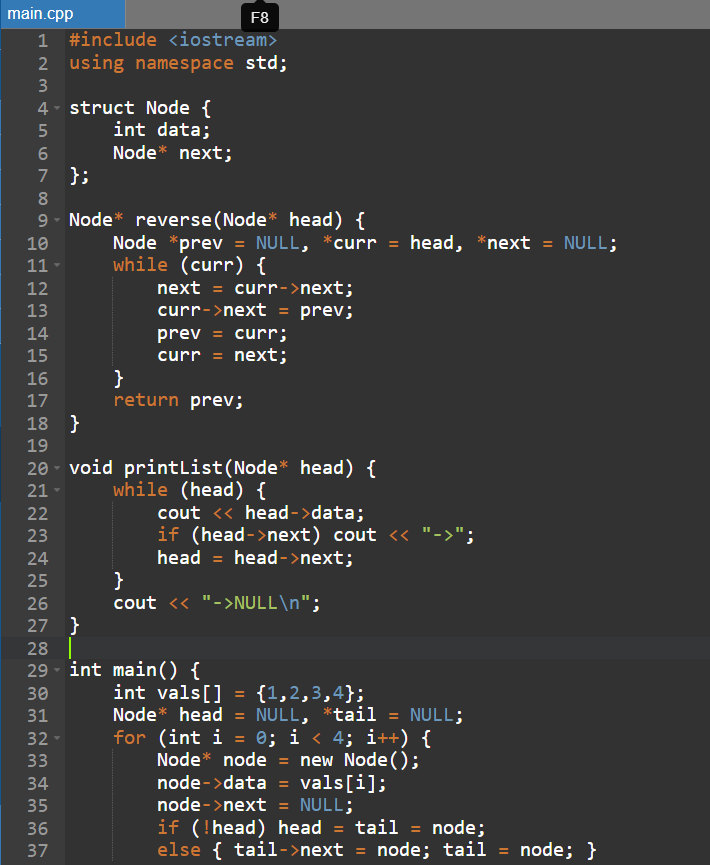 main.cpp
F8
1 #include <iostream>
2 using namespace std;
3
4 struct Node {
5     int data;
6     Node* next;
7 };
8
9 Node* reverse(Node* head) {
10     Node *prev = NULL, *curr = head, *next = NULL;
11     while (curr) {
12         next = curr->next;
13         curr->next = prev;
14         prev = curr;
15         curr = next;
16     }
17     return prev;
18 }
19
20 void printList(Node* head) {
21     while (head) {
22         cout << head->data;
23         if (head->next) cout << "->";
24         head = head->next;
25     }
26     cout << "->NULL\n";
27 }
28
29 int main() {
30     int vals[] = {1,2,3,4};
31     Node* head = NULL, *tail = NULL;
32     for (int i = 0; i < 4; i++) {
33         Node* node = new Node();
34         node->data = vals[i];
35         node->next = NULL;
36         if (!head) head = tail = node;
37         else { tail->next = node; tail = node; }